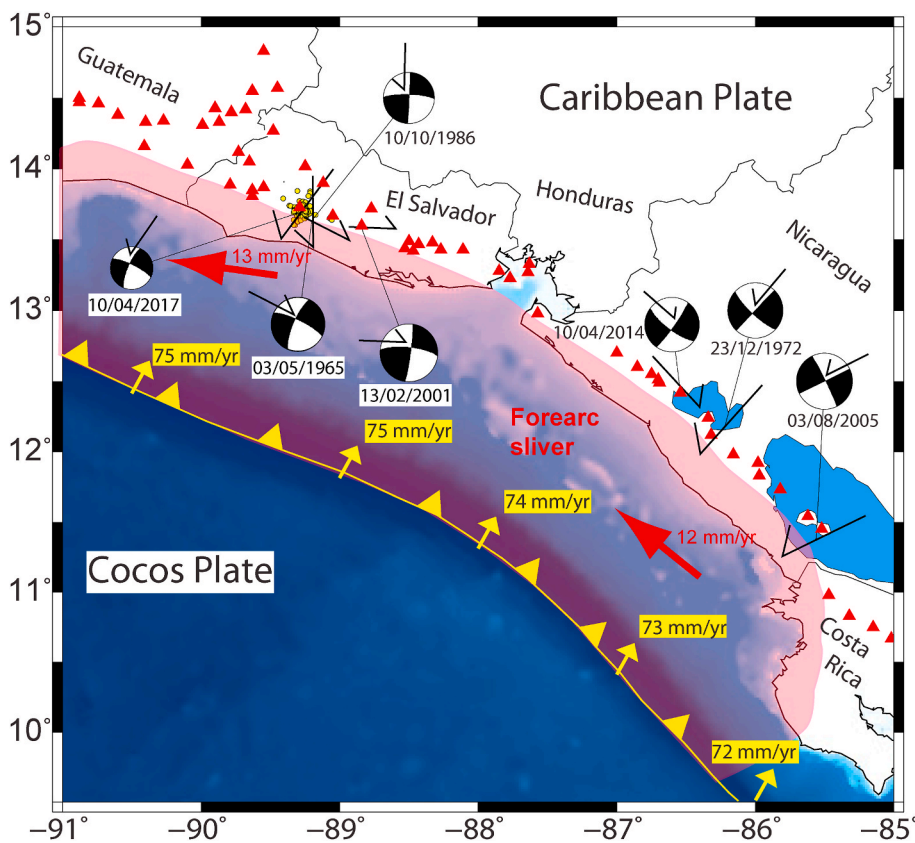 15°
14°
13°
12°
11°
10°
Guatemala
Caribbean Plate
10/10/1986
El Salvador
Honduras
Nicaragua
13 mm/yr
10/04/2017
03/05/1965
13/02/2001
10/04/2014
23/12/1972
03/08/2005
75 mm/yr
75 mm/yr
Forearc
sliver
74 mm/yr
12 mm/yr
Cocos Plate
73 mm/yr
Costa
Rica
72 mm/yr
−91
−90
−89
−88
−87
−86
−85